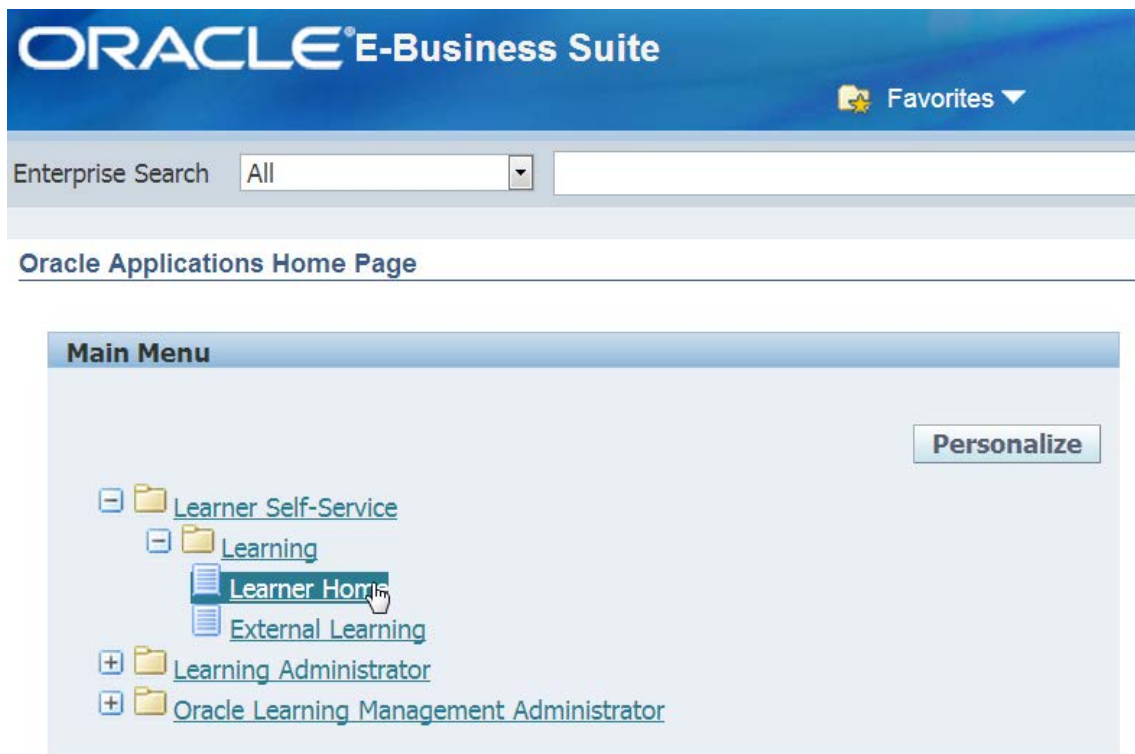 ORACLE® E-Business Suite
Favorites
Enterprise Search All
Oracle Applications Home Page
Main Menu
Personalize
Learner Self-Service
Learning
Learner Home
External Learning
Learning Administrator
Oracle Learning Management Administrator